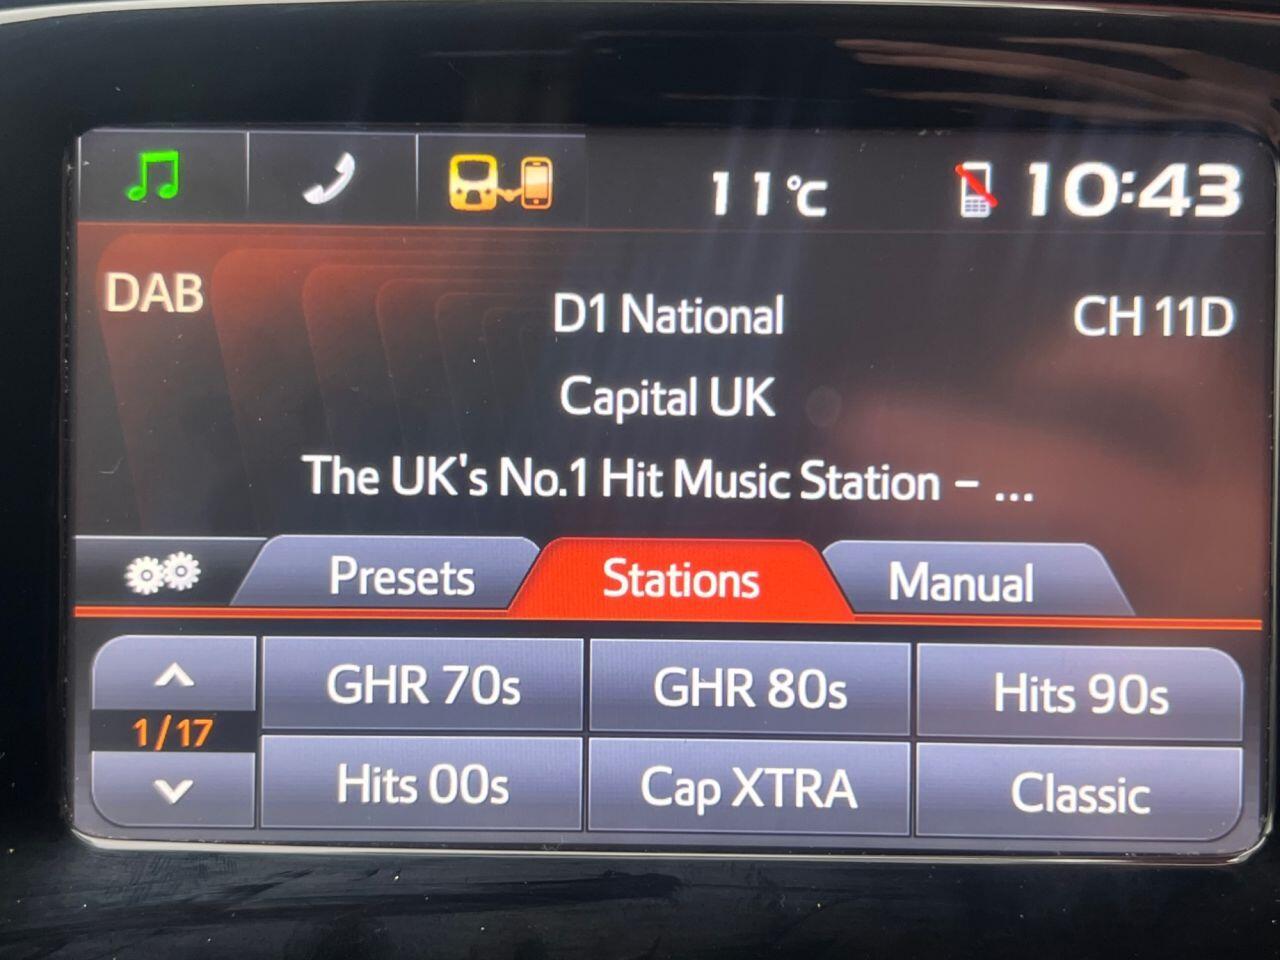 11°C
10:43
DAB
D1 National
CH 11D
Capital UK
The UK's No.1 Hit Music Station – ...
Presets
Stations
Manual
GHR 70s
GHR 80s
Hits 90s
1/17
Hits 00s
Cap XTRA
Classic